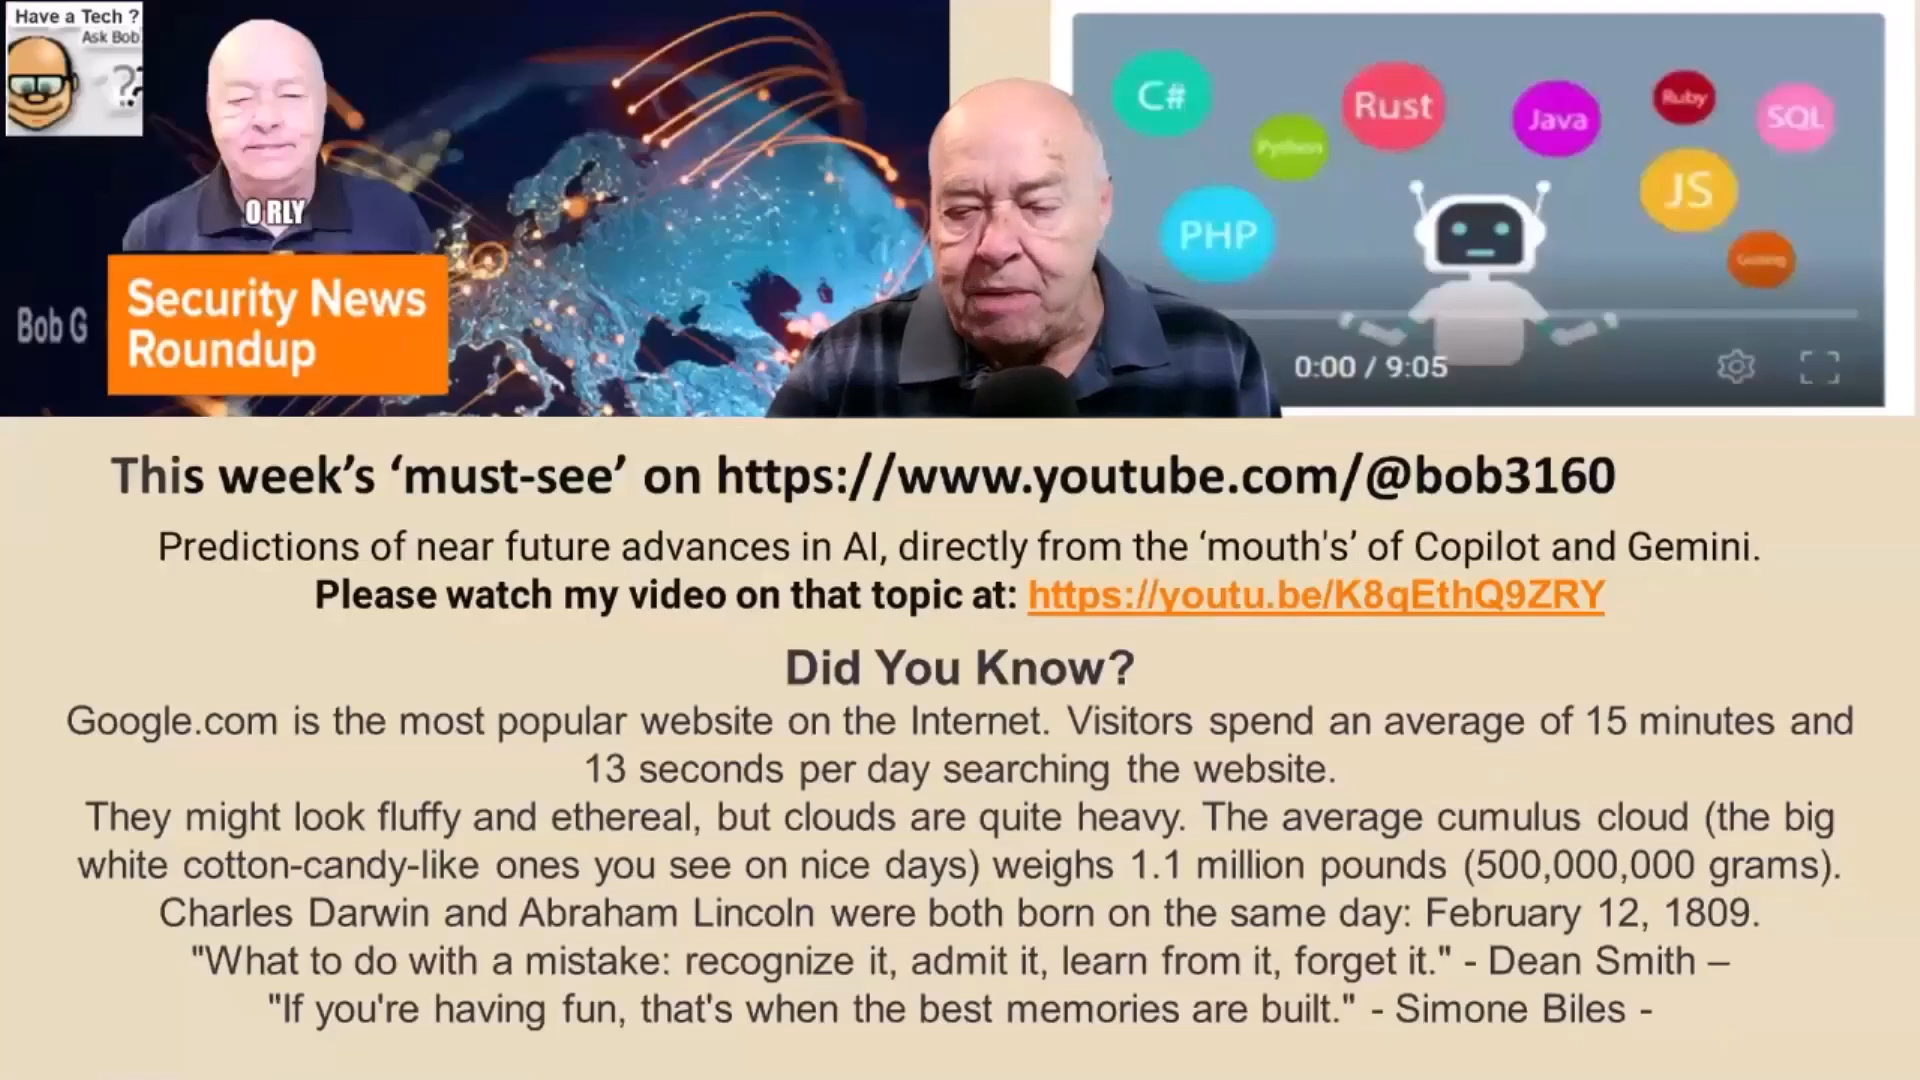 Have a Tech ?
Ask Bob
??
O RLY
Bob G
Security News
Roundup
C#
Python
Rust
Java
Ruby
SQL
PHP
JS
0:00 / 9:05
This week's ‘must-see’ on https://www.youtube.com/@bob3160
Predictions of near future advances in AI, directly from the ‘mouth's’ of Copilot and Gemini.
Please watch my video on that topic at: https://youtu.be/K8qEthQ9ZRY
Did You Know?
Google.com is the most popular website on the Internet. Visitors spend an average of 15 minutes and
13 seconds per day searching the website.
They might look fluffy and ethereal, but clouds are quite heavy. The average cumulus cloud (the big
white cotton-candy-like ones you see on nice days) weighs 1.1 million pounds (500,000,000 grams).
Charles Darwin and Abraham Lincoln were both born on the same day: February 12, 1809.
"What to do with a mistake: recognize it, admit it, learn from it, forget it." - Dean Smith –
"If you're having fun, that's when the best memories are built." - Simone Biles -